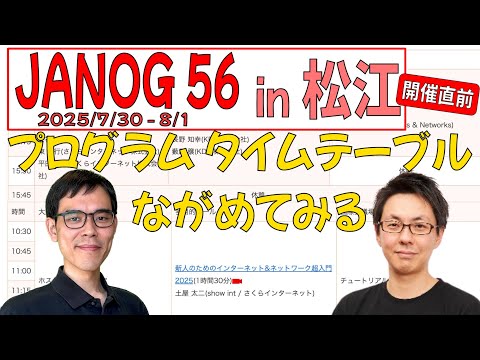 JANOG 56 in 松江
2025/7/30 - 8/1
開催直前
s & Networks)
プログラム タイムテーブル
ながめてみる
社)
15:30
15:45
休
時間
10:30
10:45
11:00
11:15
新人のためのインターネット&ネットワーク超入門
2025(1時間30分)
土屋 太二(show int / さくらインターネット)
ホス
チュートリアル